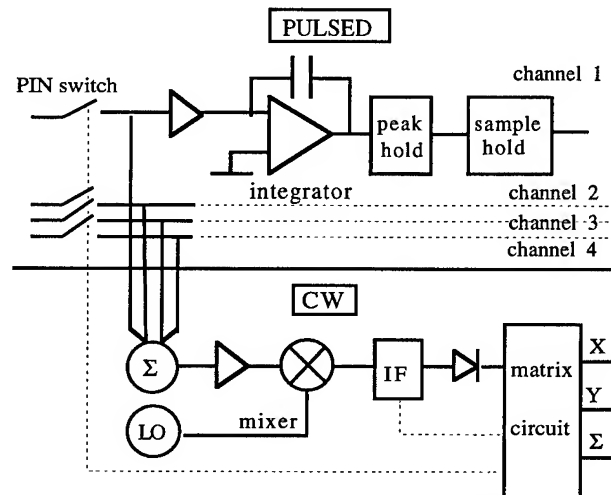 PULSED
PIN switch
channel 1
peak
hold
sample
hold
integrator
channel 2
channel 3
channel 4
CW
Σ
IF
matrix
circuit
X
Y
Σ
LO
mixer